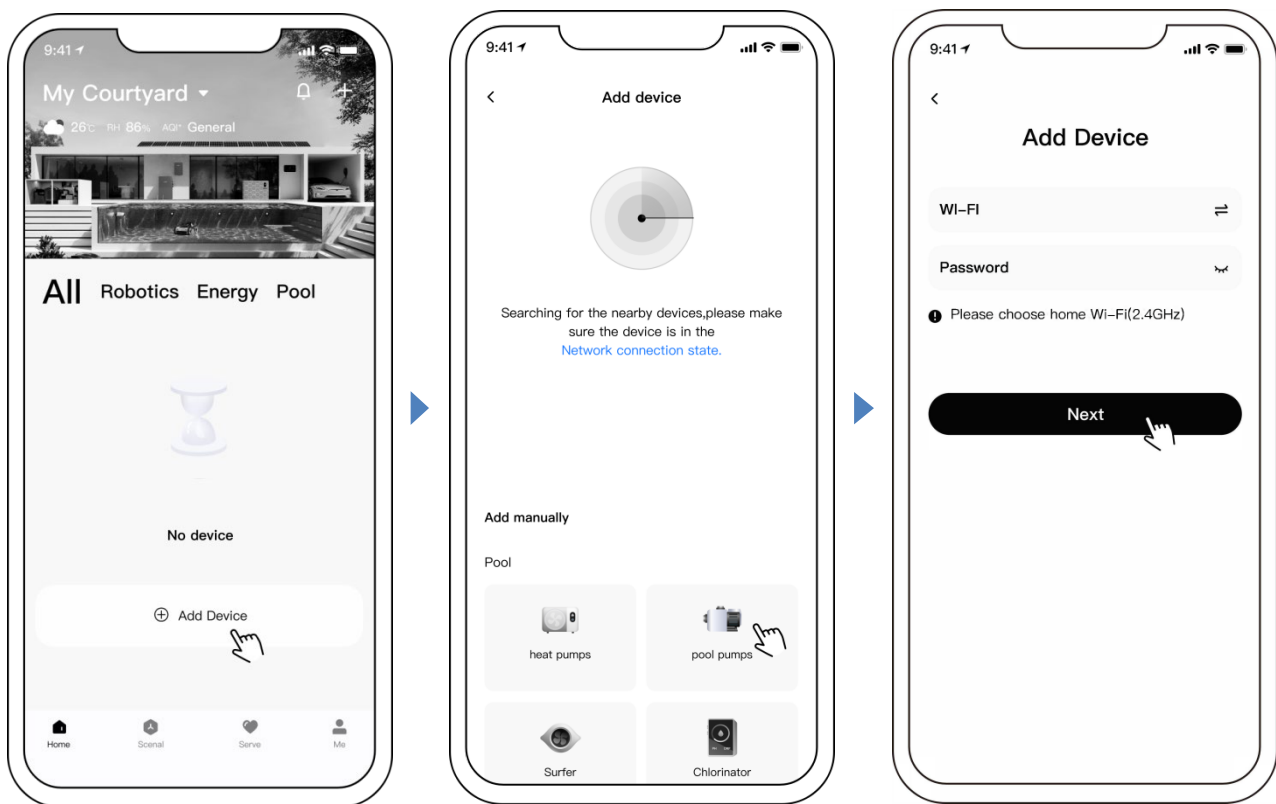 9:41
My Courtyard
26℃ RH 86% AQI• General
All Robotics Energy Pool
No device
Add Device
Home Scenal Serve Me
9:41
Add device
Searching for the nearby devices,please make
sure the device is in the
Network connection state.
Add manually
Pool
heat pumps pool pumps
Surfer Chlorinator
9:41
Add Device
WI-FI
Password
Please choose home Wi-Fi(2.4GHz)
Next